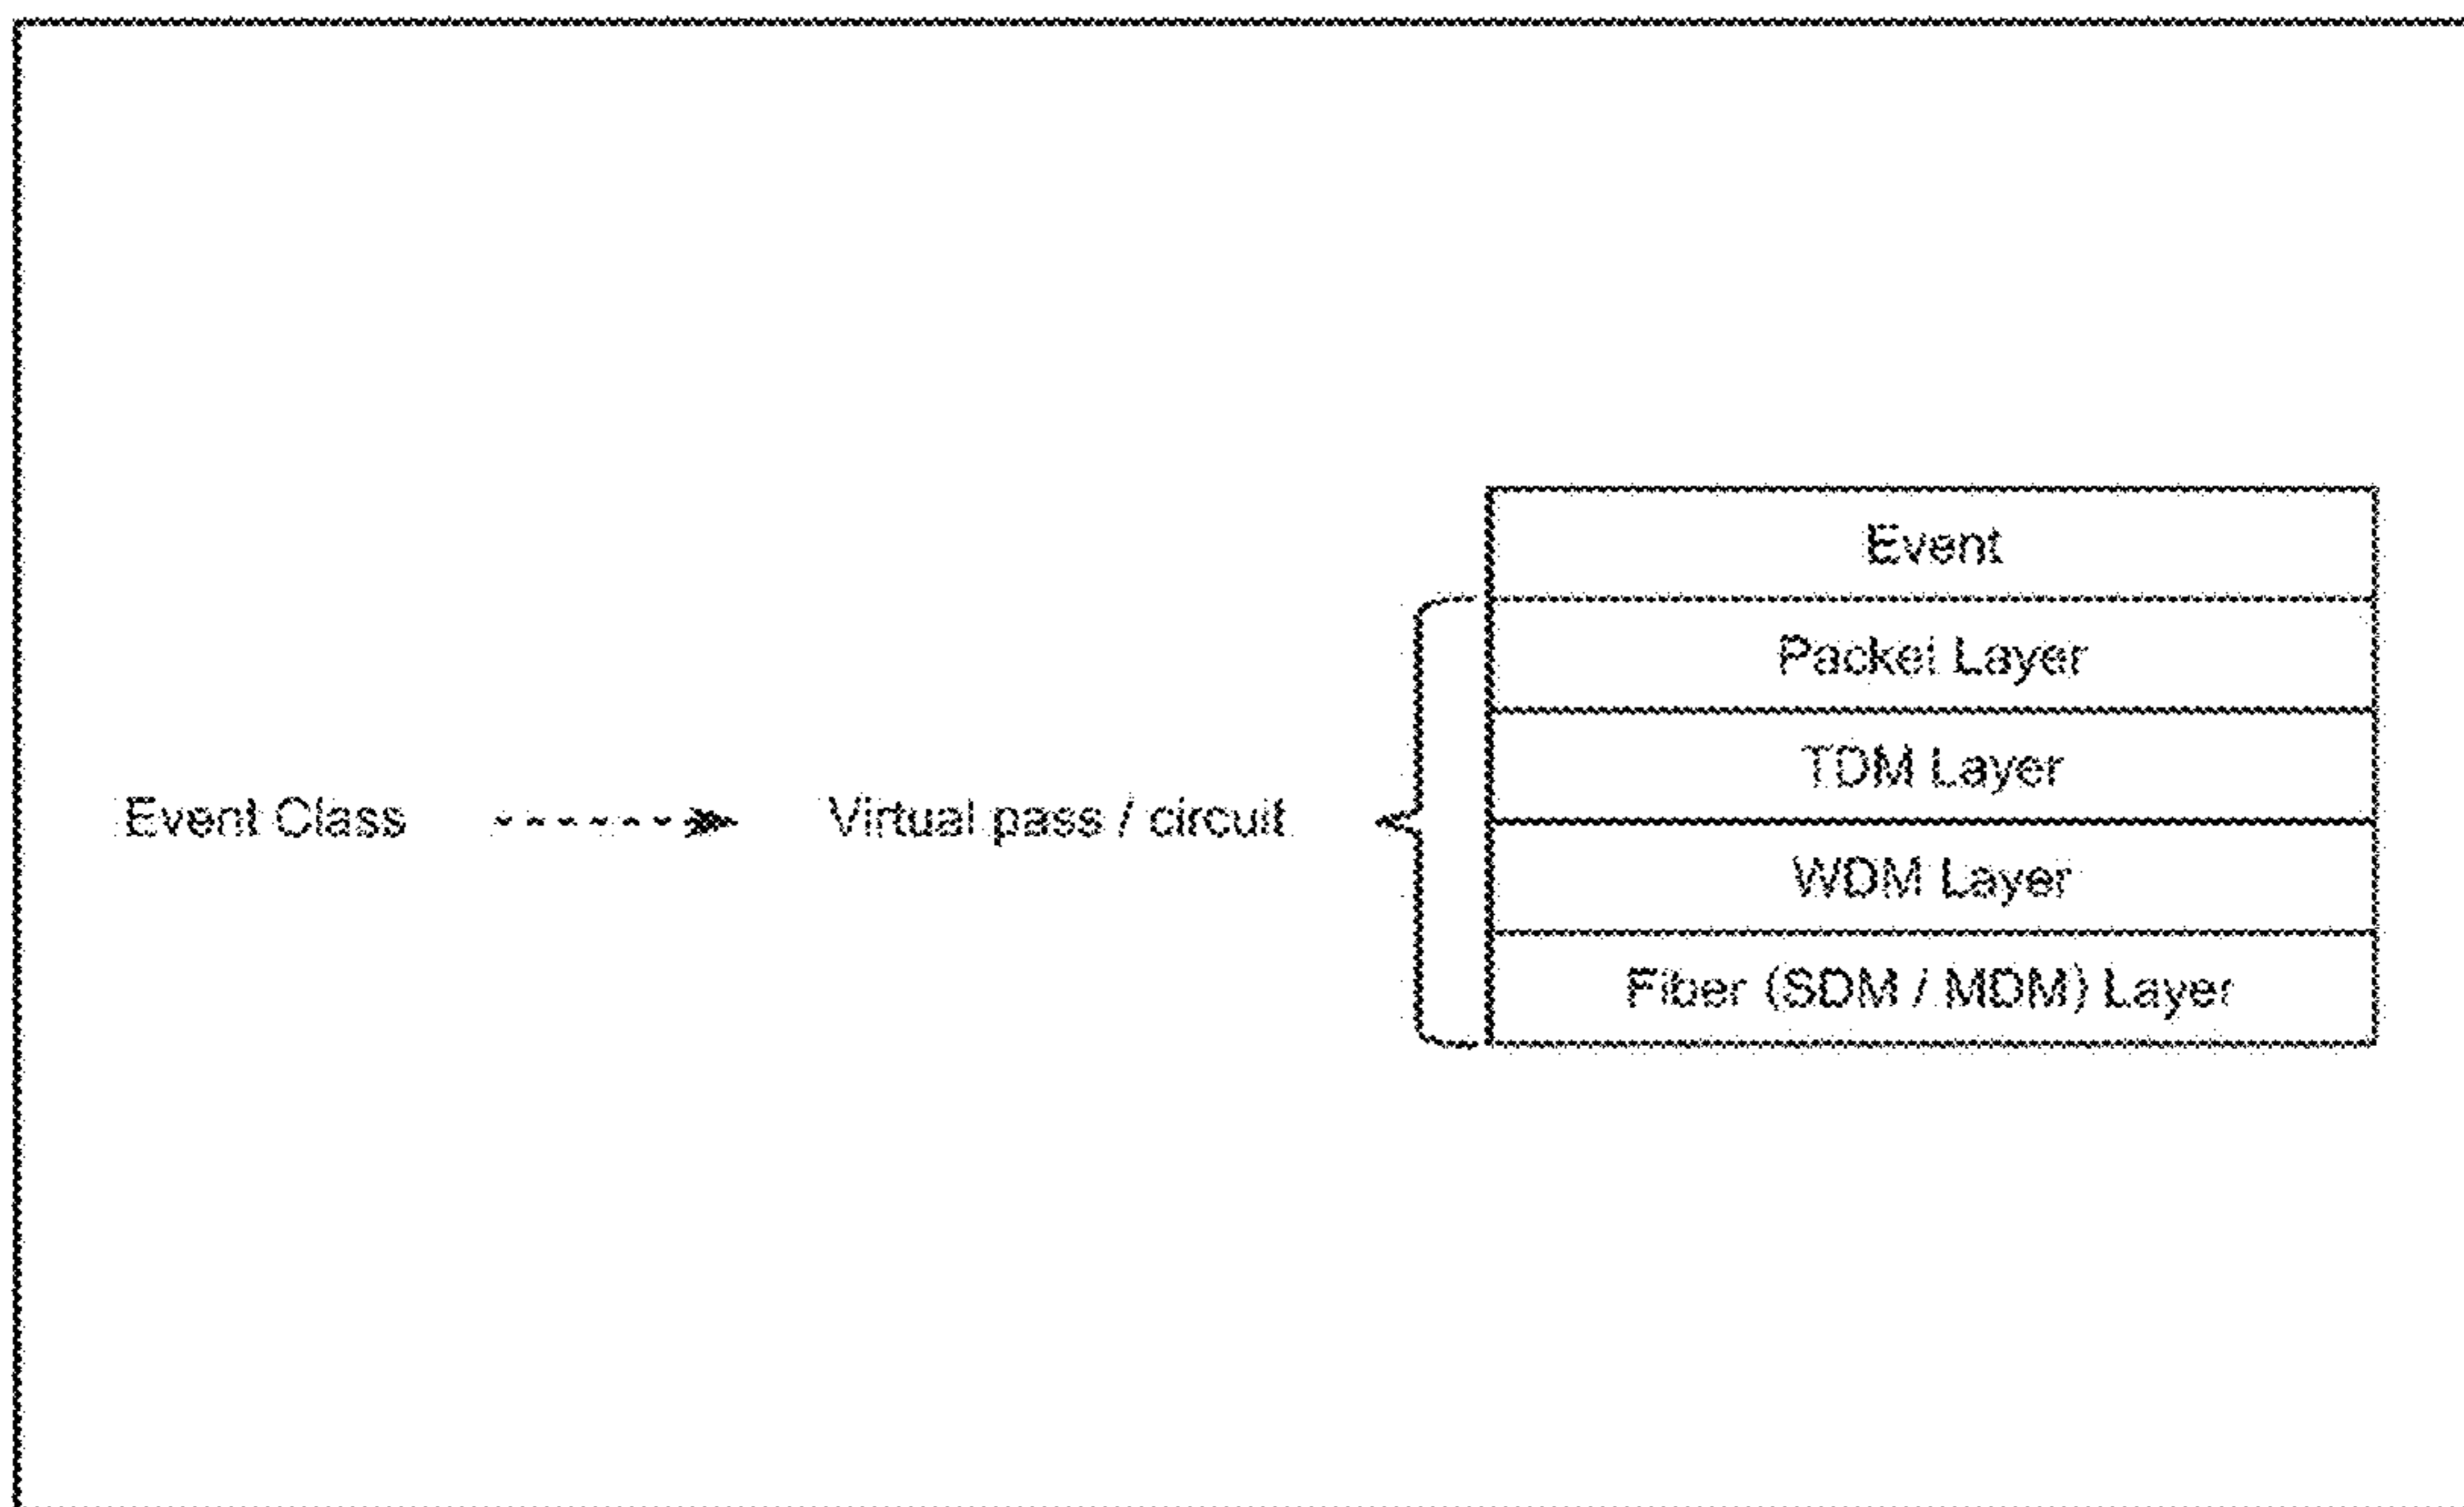 Event
Packet Layer
TDM Layer
Event Class
Virtual pass / circuit
WDM Layer
Fiber (SDM / MDM) Layer